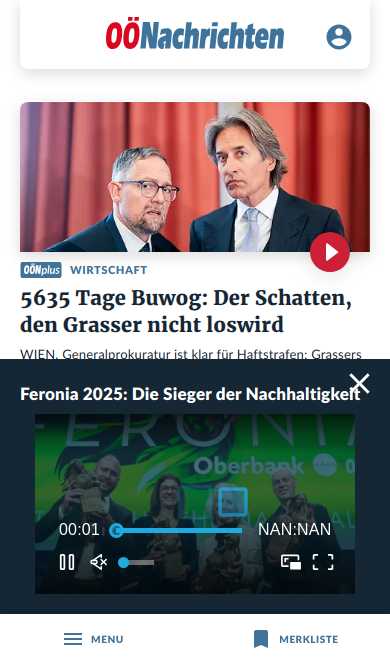 OÖNachrichten
OÖNplus WIRTSCHAFT
5635 Tage Buwog: Der Schatten,
den Grasser nicht loswird
WIEN. Generalprokuratur ist klar für Haftstrafen: Grassers
Feronia 2025: Die Sieger der Nachhaltigkeit
FERONIA
Oberbank
00:01
NAN:NAN
MENU
MERKLISTE